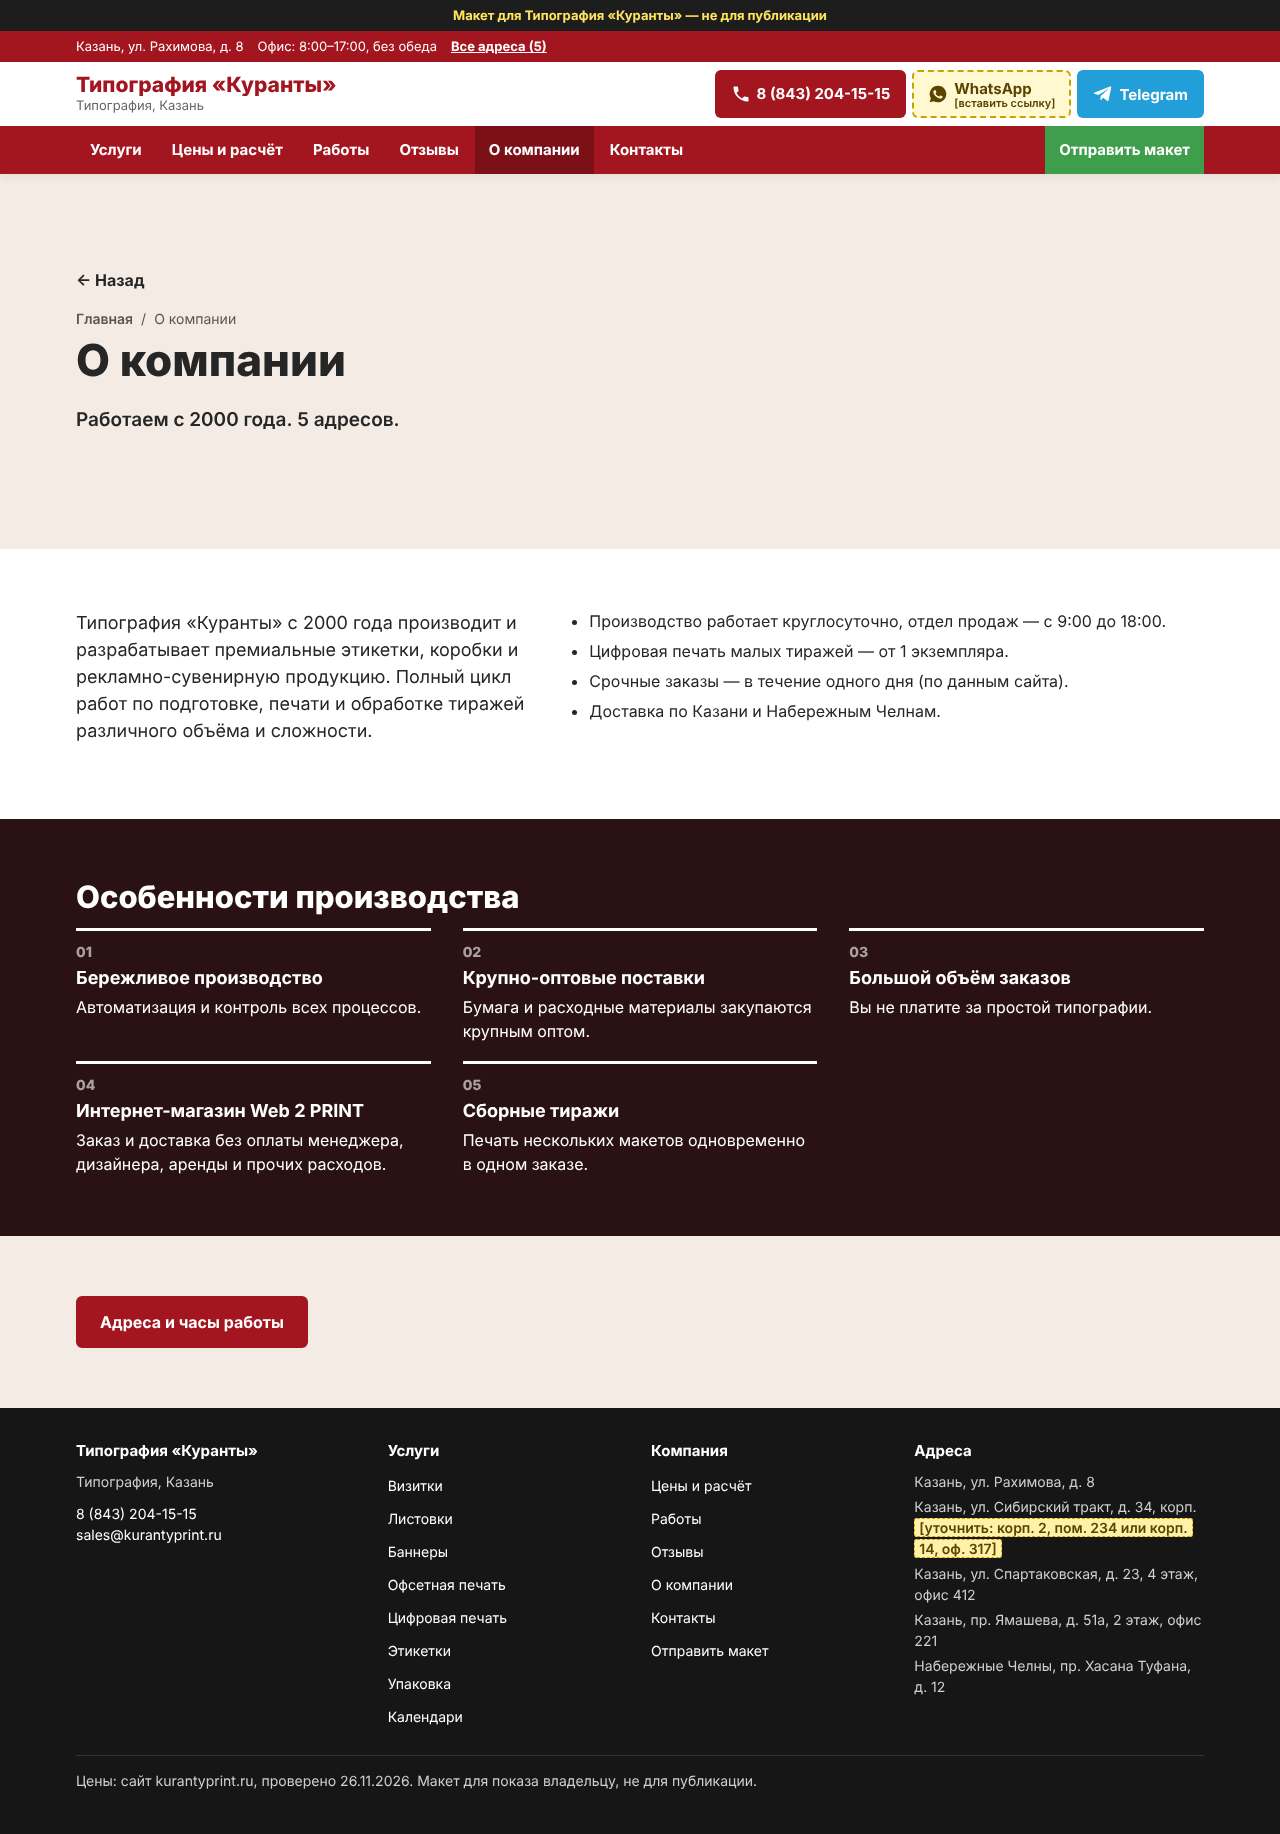 Макет для Типография «Куранты» — не для публикации
Казань, ул. Рахимова, д. 8 Офис: 8:00–17:00, без обеда Все адреса (5)
Типография «Куранты»
Типография, Казань
8 (843) 204-15-15
WhatsApp
[вставить ссылку]
Telegram
Услуги Цены и расчёт Работы Отзывы О компании Контакты Отправить макет
← Назад
Главная / О компании
О компании
Работаем с 2000 года. 5 адресов.
Типография «Куранты» с 2000 года производит и
разрабатывает премиальные этикетки, коробки и
рекламно-сувенирную продукцию. Полный цикл
работ по подготовке, печати и обработке тиражей
различного объёма и сложности.
• Производство работает круглосуточно, отдел продаж — с 9:00 до 18:00.
• Цифровая печать малых тиражей — от 1 экземпляра.
• Срочные заказы — в течение одного дня (по данным сайта).
• Доставка по Казани и Набережным Челнам.
Особенности производства
01
Бережливое производство
Автоматизация и контроль всех процессов.
02
Крупно-оптовые поставки
Бумага и расходные материалы закупаются
крупным оптом.
03
Большой объём заказов
Вы не платите за простой типографии.
04
Интернет-магазин Web 2 PRINT
Заказ и доставка без оплаты менеджера,
дизайнера, аренды и прочих расходов.
05
Сборные тиражи
Печать нескольких макетов одновременно
в одном заказе.
Адреса и часы работы
Типография «Куранты»
Типография, Казань
8 (843) 204-15-15
sales@kurantyprint.ru
Услуги
Визитки
Листовки
Баннеры
Офсетная печать
Цифровая печать
Этикетки
Упаковка
Календари
Компания
Цены и расчёт
Работы
Отзывы
О компании
Контакты
Отправить макет
Адреса
Казань, ул. Рахимова, д. 8
Казань, ул. Сибирский тракт, д. 34, корп.
[уточнить: корп. 2, пом. 234 или корп.
14, оф. 317]
Казань, ул. Спартаковская, д. 23, 4 этаж,
офис 412
Казань, пр. Ямашева, д. 51а, 2 этаж, офис
221
Набережные Челны, пр. Хасана Туфана,
д. 12
Цены: сайт kurantyprint.ru, проверено 26.11.2026. Макет для показа владельцу, не для публикации.